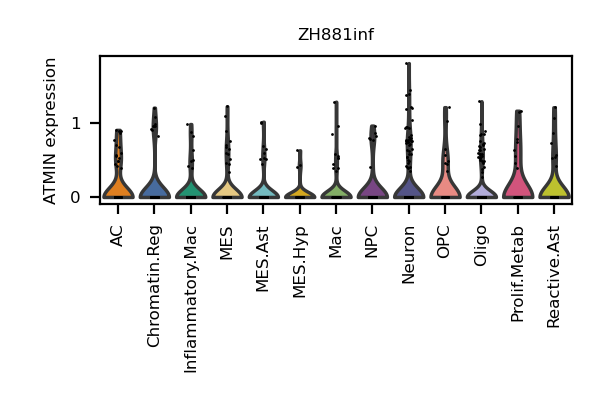 ZH881inf
ATMIN expression
1
0
AC
Chromatin.Reg
Inflammatory.Mac
MES
MES.Ast
MES.Hyp
Mac
NPC
Neuron
OPC
Oligo
Prolif.Metab
Reactive.Ast